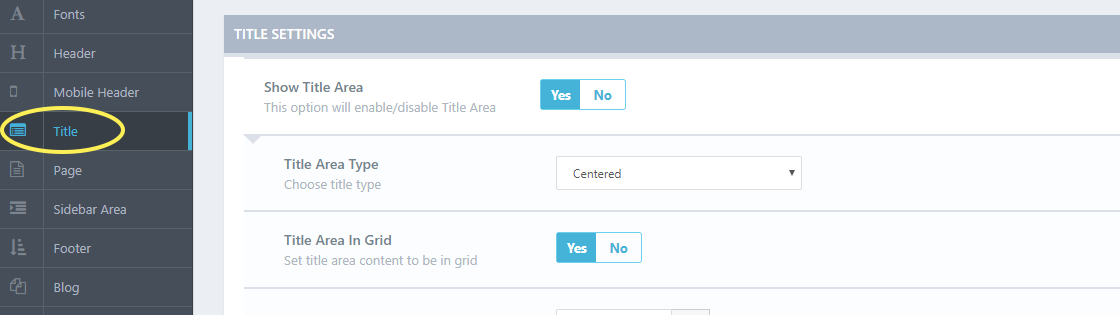 Fonts
Header
Mobile Header
Title
Page
Sidebar Area
Footer
Blog
TITLE SETTINGS
Show Title Area
This option will enable/disable Title Area
Yes No
Title Area Type
Choose title type
Centered
Title Area In Grid
Set title area content to be in grid
Yes No